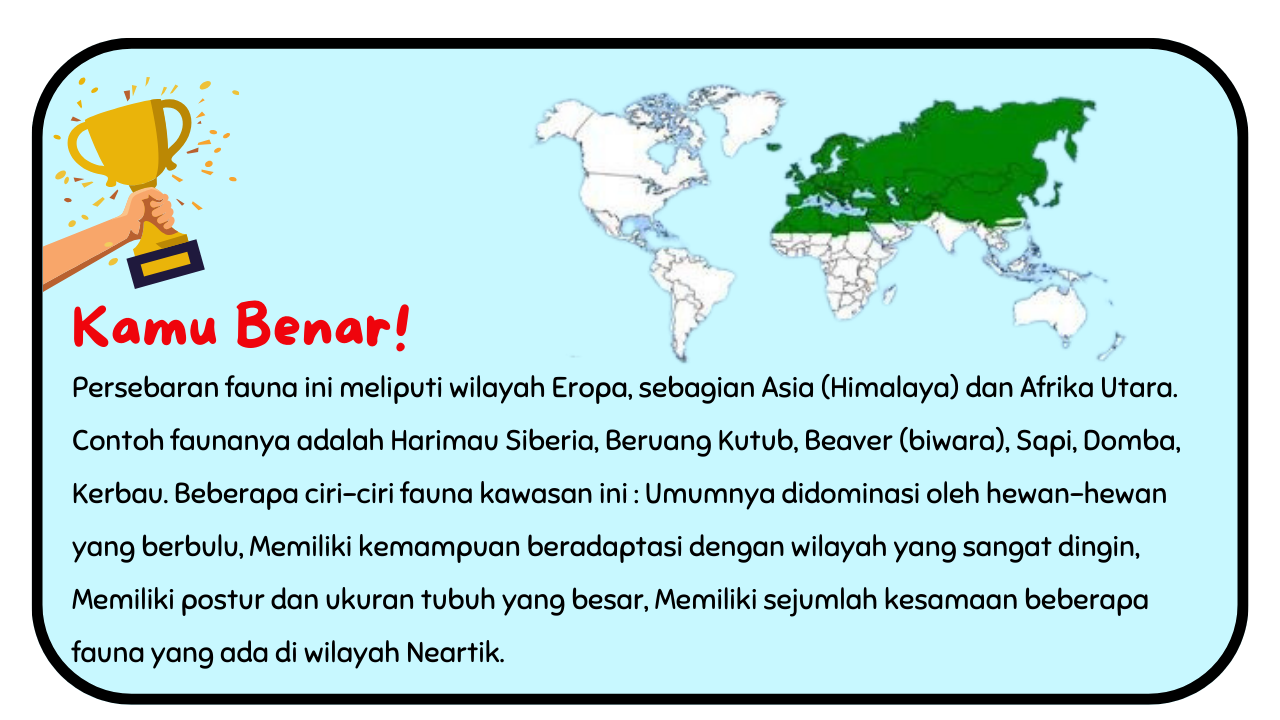 Kamu Benar!
Persebaran fauna ini meliputi wilayah Eropa, sebagian Asia (Himalaya) dan Afrika Utara.
Contoh faunanya adalah Harimau Siberia, Beruang Kutub, Beaver (biwara), Sapi, Domba,
Kerbau. Beberapa ciri-ciri fauna kawasan ini : Umumnya didominasi oleh hewan-hewan
yang berbulu, Memiliki kemampuan beradaptasi dengan wilayah yang sangat dingin,
Memiliki postur dan ukuran tubuh yang besar, Memiliki sejumlah kesamaan beberapa
fauna yang ada di wilayah Neartik.